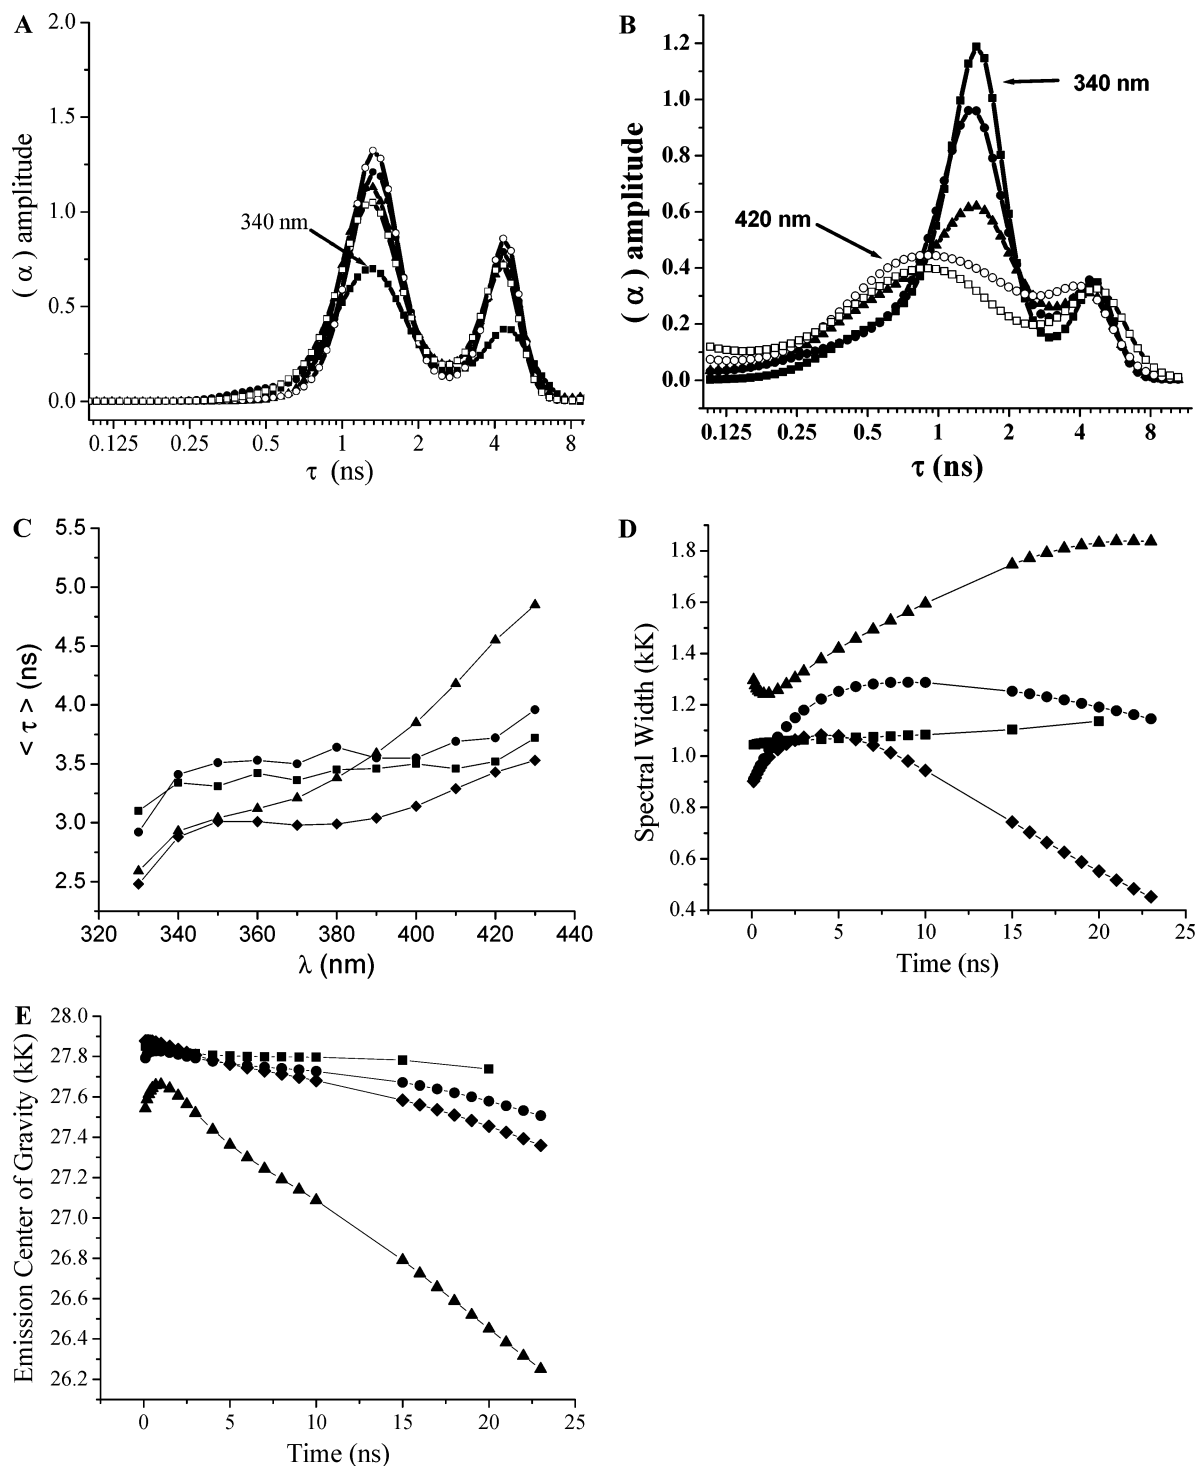 A
2.0
1.5
1.0
0.5
0.0
( α ) amplitude
340 nm
0.125 0.25 0.5 1 2 4 8
τ (ns)
B
1.2
1.0
0.8
0.6
0.4
0.2
0.0
( α ) amplitude
340 nm
420 nm
0.125 0.25 0.5 1 2 4 8
τ (ns)
C
5.5
5.0
4.5
4.0
3.5
3.0
2.5
< τ > (ns)
320 340 360 380 400 420 440
λ (nm)
D
1.8
1.6
1.4
1.2
1.0
0.8
0.6
0.4
Spectral Width (kK)
0 5 10 15 20 25
Time (ns)
E
28.0
27.8
27.6
27.4
27.2
27.0
26.8
26.6
26.4
26.2
Emission Center of Gravity (kK)
0 5 10 15 20 25
Time (ns)